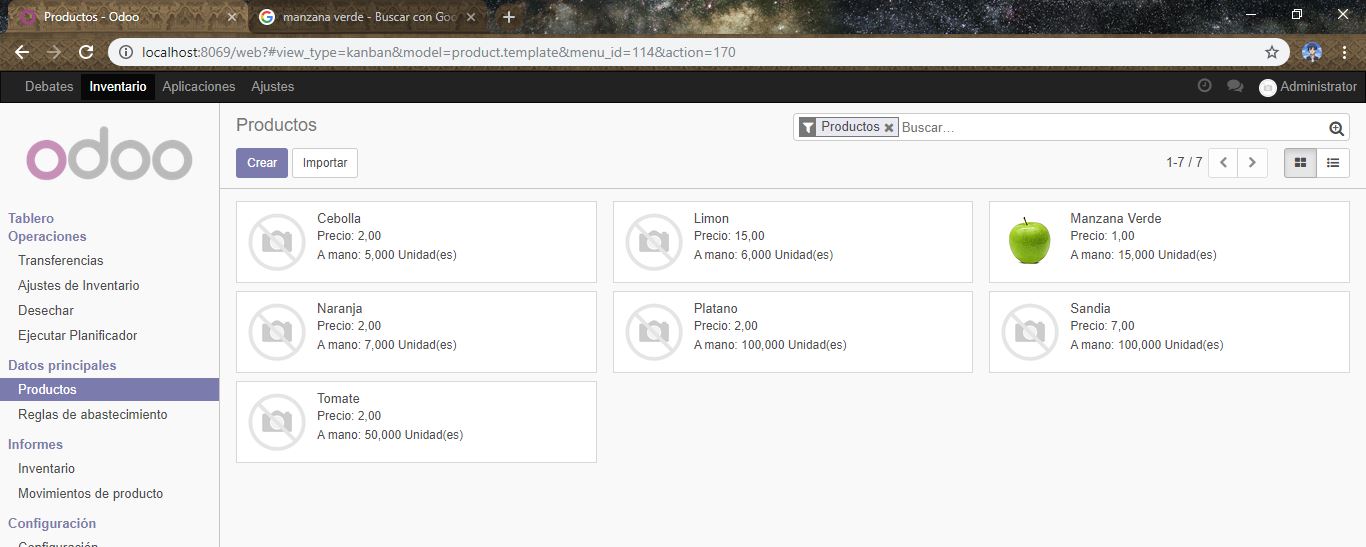 Productos - Odoo
manzana verde - Buscar con Goo
localhost:8069/web?#view_type=kanban&model=product.template&menu_id=114&action=170
Debates Inventario Aplicaciones Ajustes Administrator
odoo
Tablero
Operaciones
Transferencias
Ajustes de Inventario
Desechar
Ejecutar Planificador
Datos principales
Productos
Reglas de abastecimiento
Informes
Inventario
Movimientos de producto
Configuración
Configuración
Productos
Productos Buscar...
Crear Importar
1-7 / 7
Cebolla
Precio: 2,00
A mano: 5,000 Unidad(es)
Limon
Precio: 15,00
A mano: 6,000 Unidad(es)
Manzana Verde
Precio: 1,00
A mano: 15,000 Unidad(es)
Naranja
Precio: 2,00
A mano: 7,000 Unidad(es)
Platano
Precio: 2,00
A mano: 100,000 Unidad(es)
Sandia
Precio: 7,00
A mano: 100,000 Unidad(es)
Tomate
Precio: 2,00
A mano: 50,000 Unidad(es)